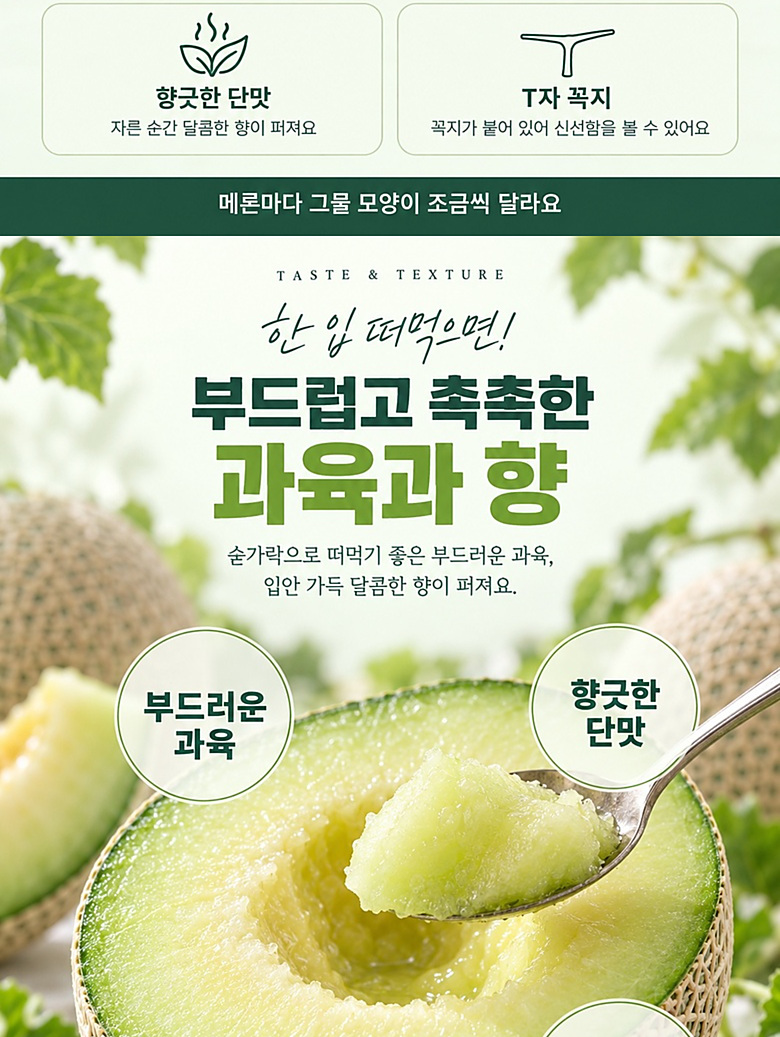 향긋한 단맛
자른 순간 달콤한 향이 퍼져요
T자 꼭지
꼭지가 붙어 있어 신선함을 볼 수 있어요
메론마다 그물 모양이 조금씩 달라요
TASTE & TEXTURE
한 입 떠먹으면!
부드럽고 촉촉한
과육과 향
숟가락으로 떠먹기 좋은 부드러운 과육,
입안 가득 달콤한 향이 퍼져요.
부드러운
과육
향긋한
단맛